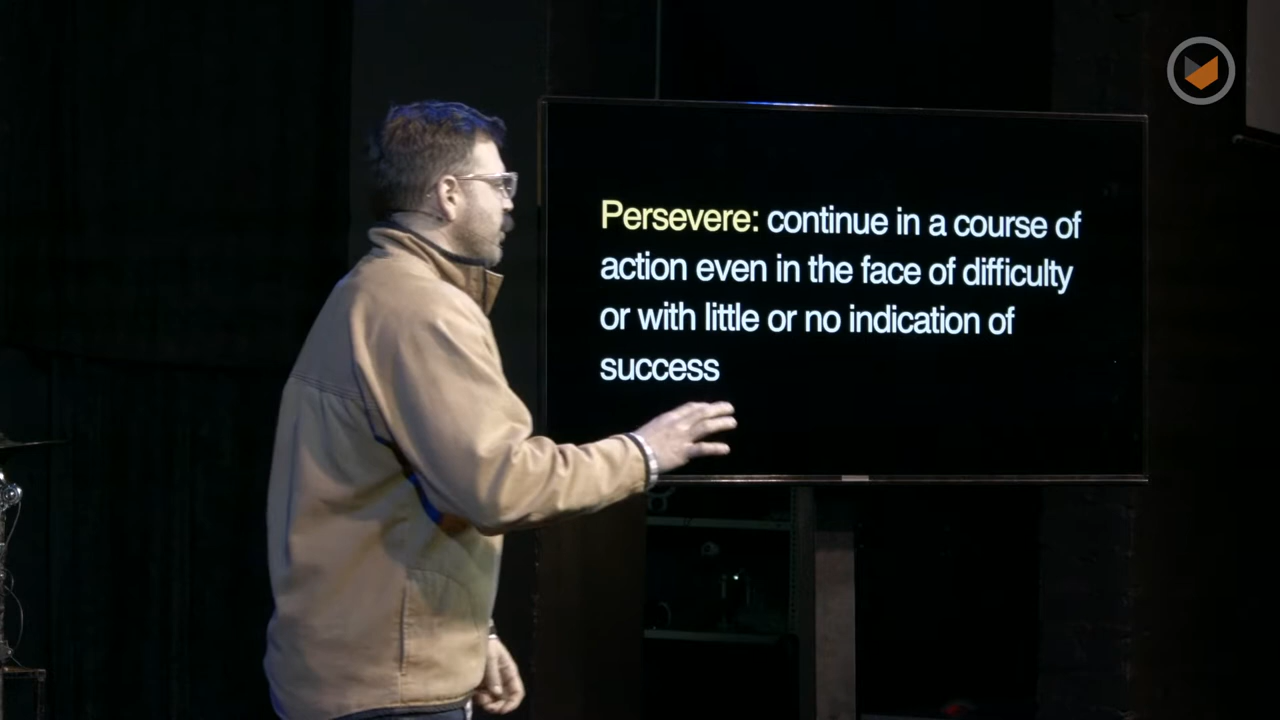 Persevere: continue in a course of
action even in the face of difficulty
or with little or no indication of
success